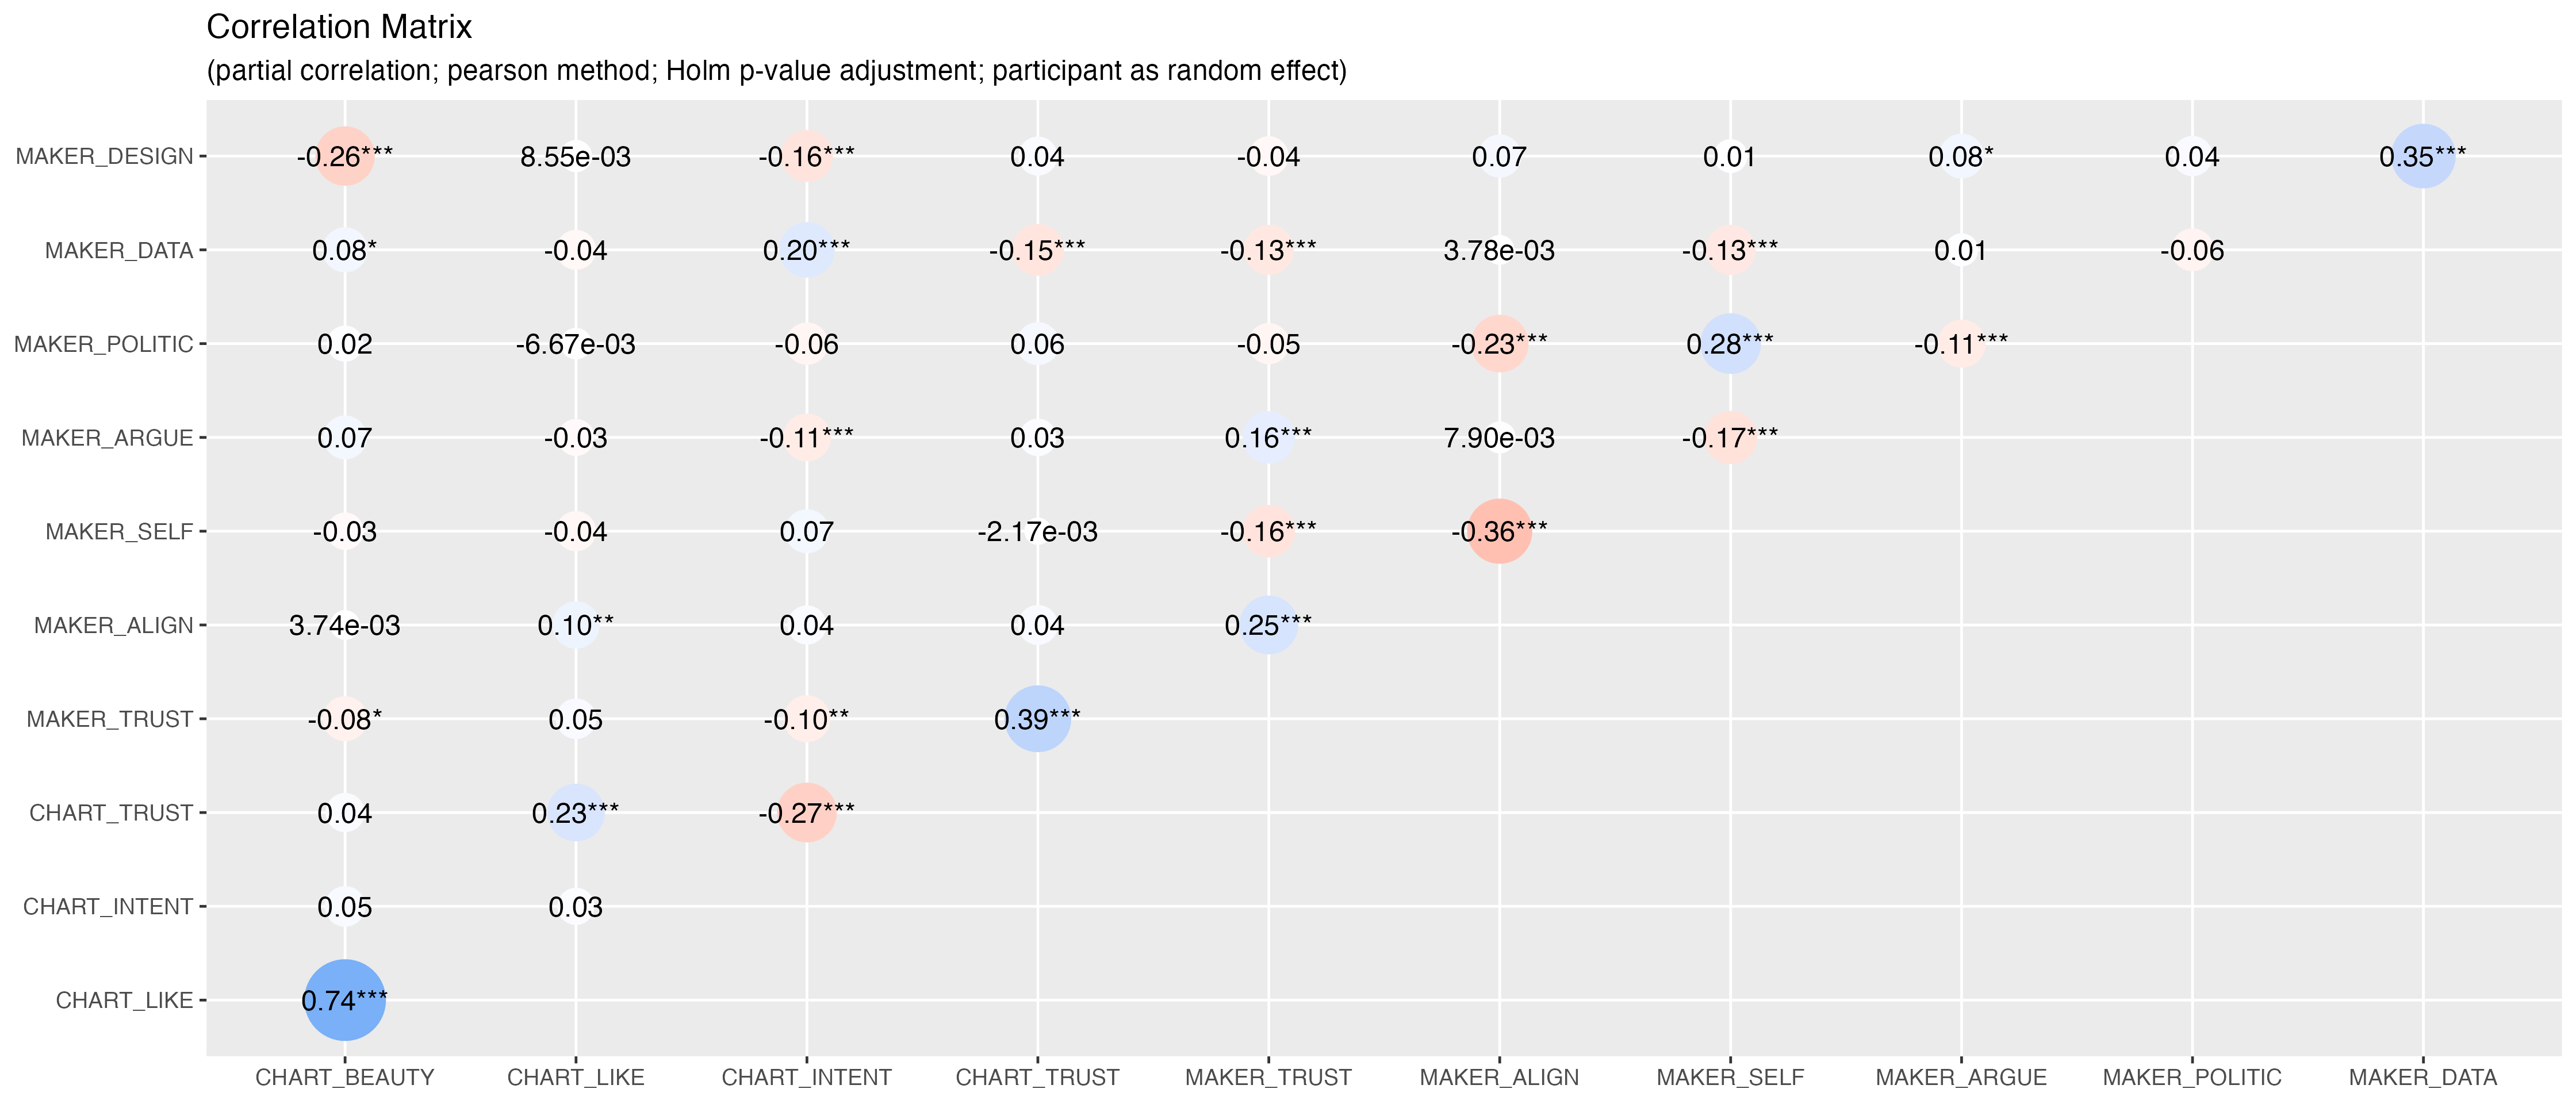 Correlation Matrix
(partial correlation; pearson method; Holm p-value adjustment; participant as random effect)
MAKER_DESIGN -0.26*** 8.55e-03 -0.16*** 0.04 -0.04 0.07 0.01 0.08* 0.04 0.35***
MAKER_DATA 0.08* -0.04 0.20*** -0.15*** -0.13*** 3.78e-03 -0.13*** 0.01 -0.06
MAKER_POLITIC 0.02 -6.67e-03 -0.06 0.06 -0.05 -0.23*** 0.28*** -0.11***
MAKER_ARGUE 0.07 -0.03 -0.11*** 0.03 0.16*** 7.90e-03 -0.17***
MAKER_SELF -0.03 -0.04 0.07 -2.17e-03 -0.16*** -0.36***
MAKER_ALIGN 3.74e-03 0.10** 0.04 0.04 0.25***
MAKER_TRUST -0.08* 0.05 -0.10** 0.39***
CHART_TRUST 0.04 0.23*** -0.27***
CHART_INTENT 0.05 0.03
CHART_LIKE 0.74***
CHART_BEAUTY CHART_LIKE CHART_INTENT CHART_TRUST MAKER_TRUST MAKER_ALIGN MAKER_SELF MAKER_ARGUE MAKER_POLITIC MAKER_DATA